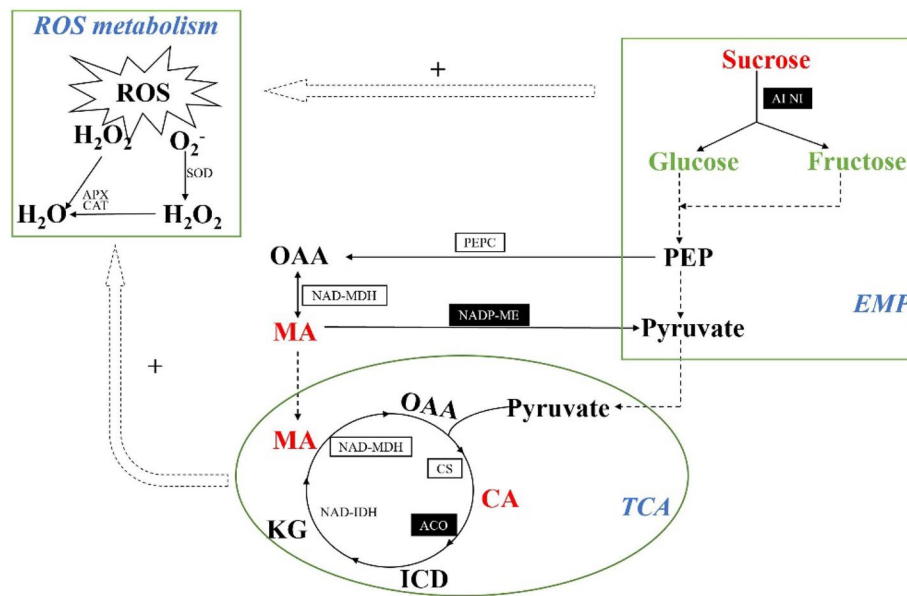 ROS metabolism
ROS
H₂O₂
O₂⁻
SOD
APX
CAT
H₂O
H₂O₂
+
Sucrose
AI NI
Glucose
Fructose
PEP
EMP
Pyruvate
PEPC
OAA
NAD-MDH
MA
NADP-ME
+
OAA
Pyruvate
MA
NAD-MDH
CS
CA
TCA
ACO
NAD-IDH
KG
ICD